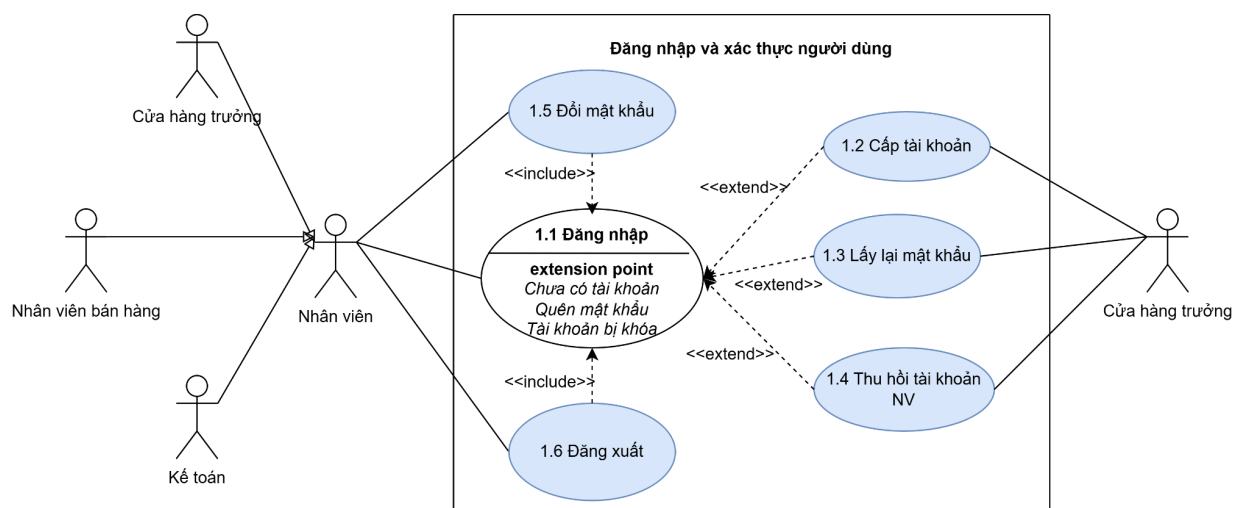 Đăng nhập và xác thực người dùng
Cửa hàng trưởng
Nhân viên bán hàng
Kế toán
Nhân viên
1.5 Đổi mật khẩu
<<include>>
1.1 Đăng nhập
extension point
Chưa có tài khoản
Quên mật khẩu
Tài khoản bị khóa
<<include>>
1.6 Đăng xuất
<<extend>>
<<extend>>
<<extend>>
1.2 Cấp tài khoản
1.3 Lấy lại mật khẩu
1.4 Thu hồi tài khoản
NV
Cửa hàng trưởng